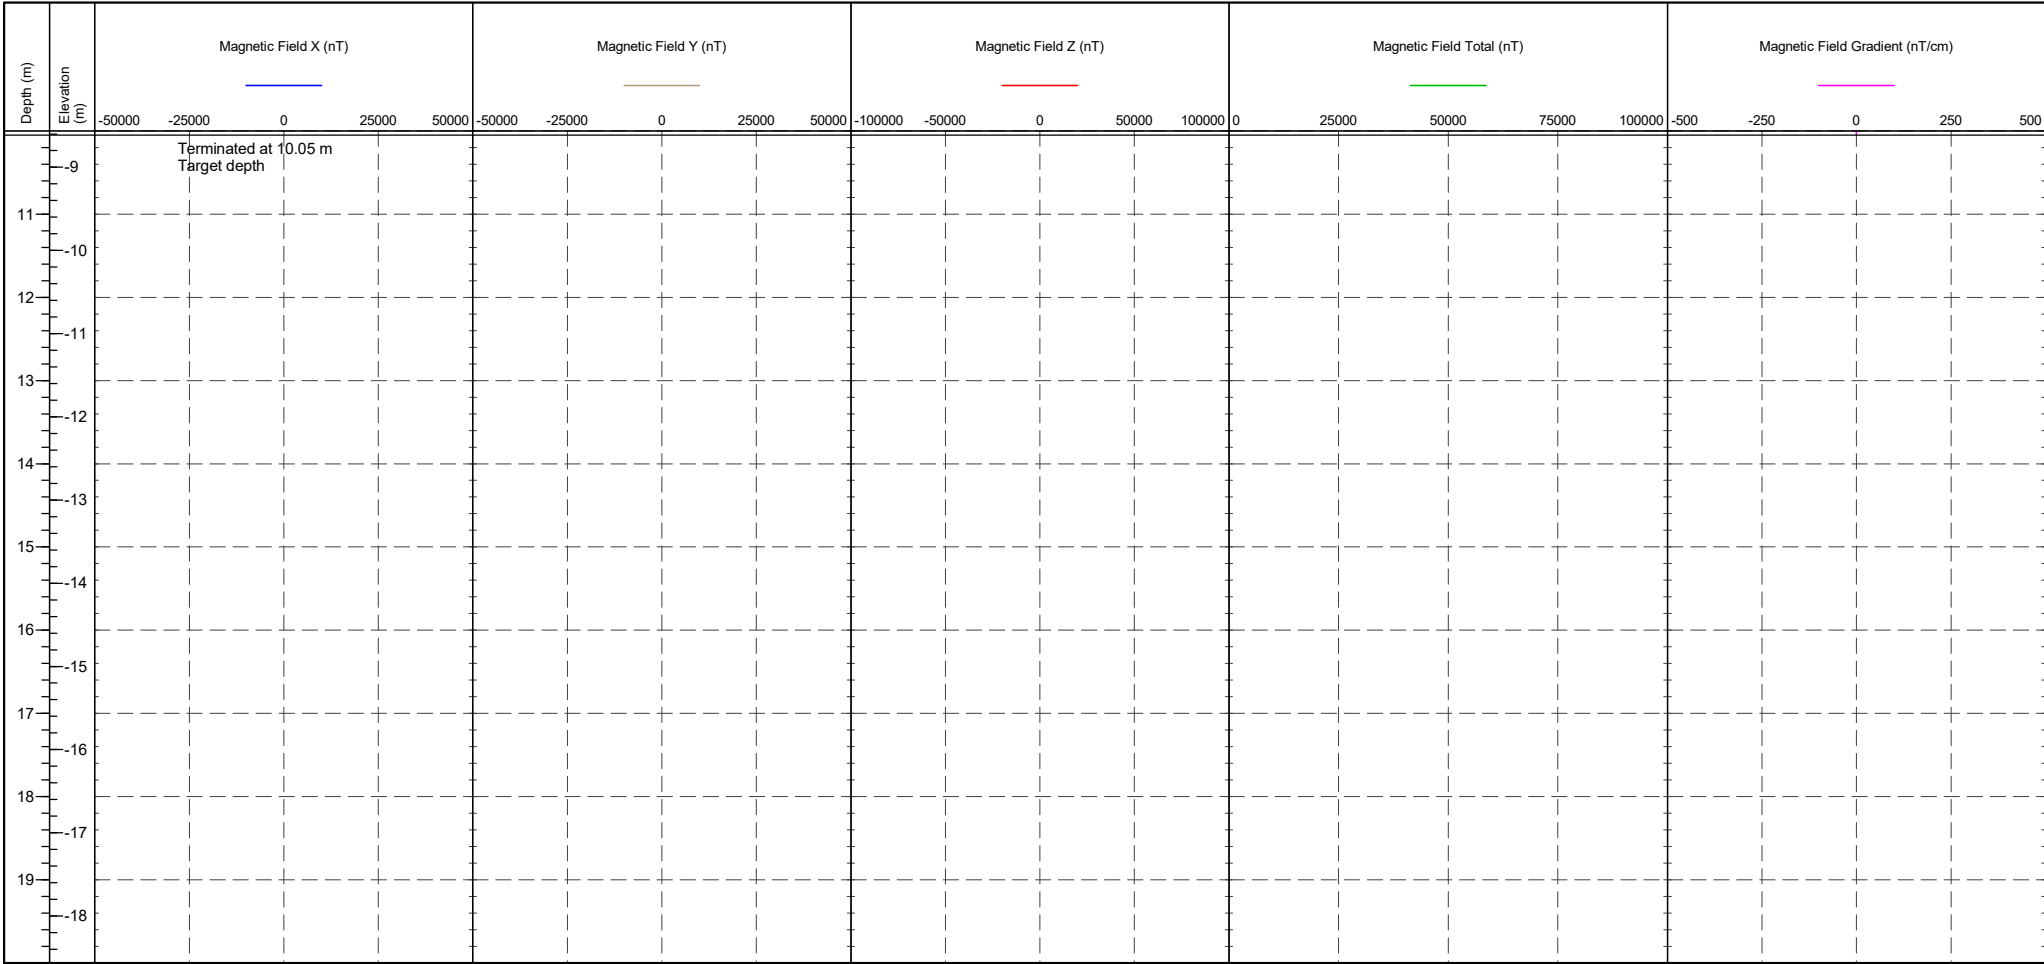 Depth (m)
Elevation
(m)
Magnetic Field X (nT)
Magnetic Field Y (nT)
Magnetic Field Z (nT)
Magnetic Field Total (nT)
Magnetic Field Gradient (nT/cm)
-50000 -25000 0 25000 50000 -50000 -25000 0 25000 50000 -100000 -50000 0 50000 100000 0 25000 50000 75000 100000 -500 -250 0 250 500
Terminated at 10.05 m
Target depth
-9
11
-10
12
-11
13
-12
14
-13
15
-14
16
-15
17
-16
18
-17
19
-18